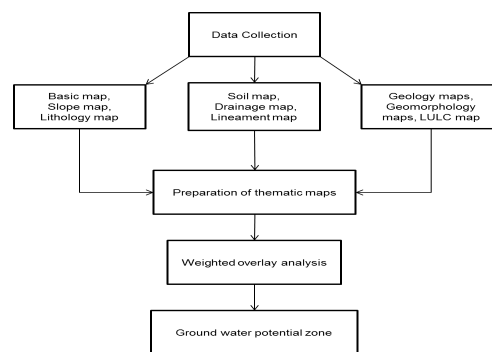 Data Collection
Basic map,
Slope map,
Lithology map
Soil map,
Drainage map,
Lineament map
Geology maps,
Geomorphology
maps, LULC map
Preparation of thematic maps
Weighted overlay analysis
Ground water potential zone